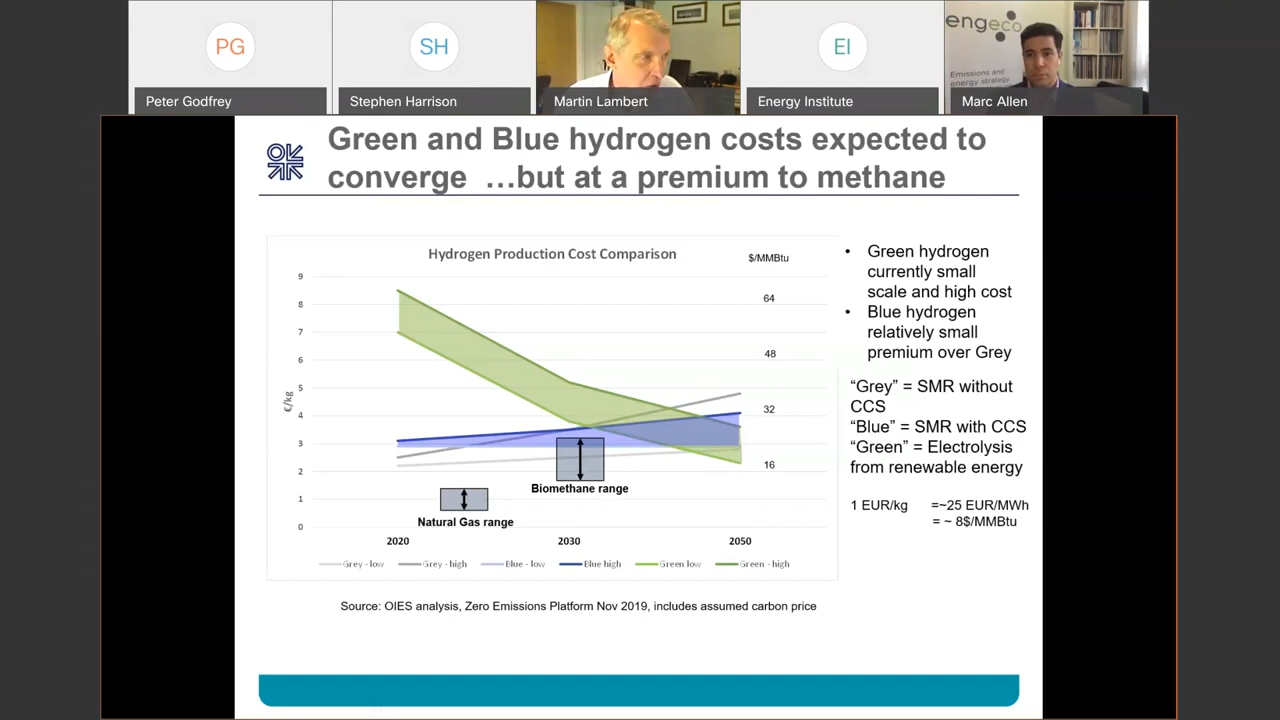 PG
SH
EI
engeco
Emissions and
energy strategy
Peter Godfrey
Stephen Harrison
Martin Lambert
Energy Institute
Marc Allen
Green and Blue hydrogen costs expected to
converge …but at a premium to methane
Hydrogen Production Cost Comparison
$/MMBtu
9
8
7
6
5
4
3
2
1
0
€/kg
64
48
32
16
Biomethane range
Natural Gas range
2020
2030
2050
Grey - low
Grey - high
Blue - low
Blue high
Green low
Green - high
• Green hydrogen
currently small
scale and high cost
• Blue hydrogen
relatively small
premium over Grey
“Grey” = SMR without
CCS
“Blue” = SMR with CCS
“Green” = Electrolysis
from renewable energy
1 EUR/kg =~25 EUR/MWh
= ~ 8$/MMBtu
Source: OIES analysis, Zero Emissions Platform Nov 2019, includes assumed carbon price